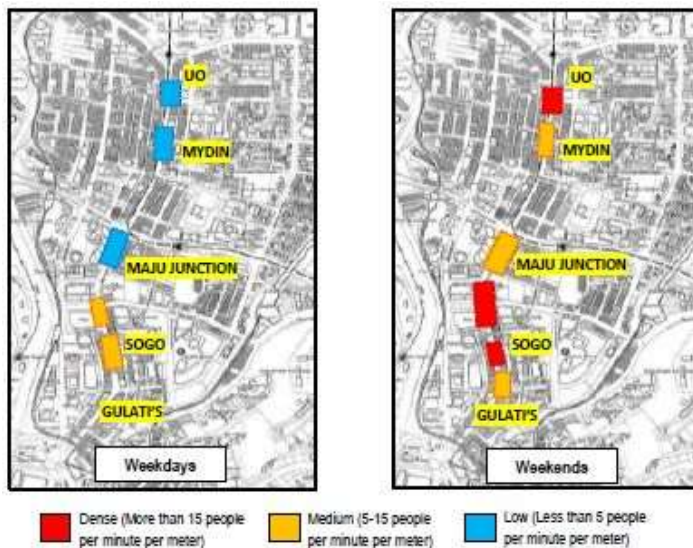 UO
MYDIN
MAJU JUNCTION
SOGO
GULATI'S
Weekdays
UO
MYDIN
MAJU JUNCTION
SOGO
GULATI'S
Weekends
Dense (More than 15 people
per minute per meter)
Medium (5-15 people
per minute per meter)
Low (Less than 5 people
per minute per meter)